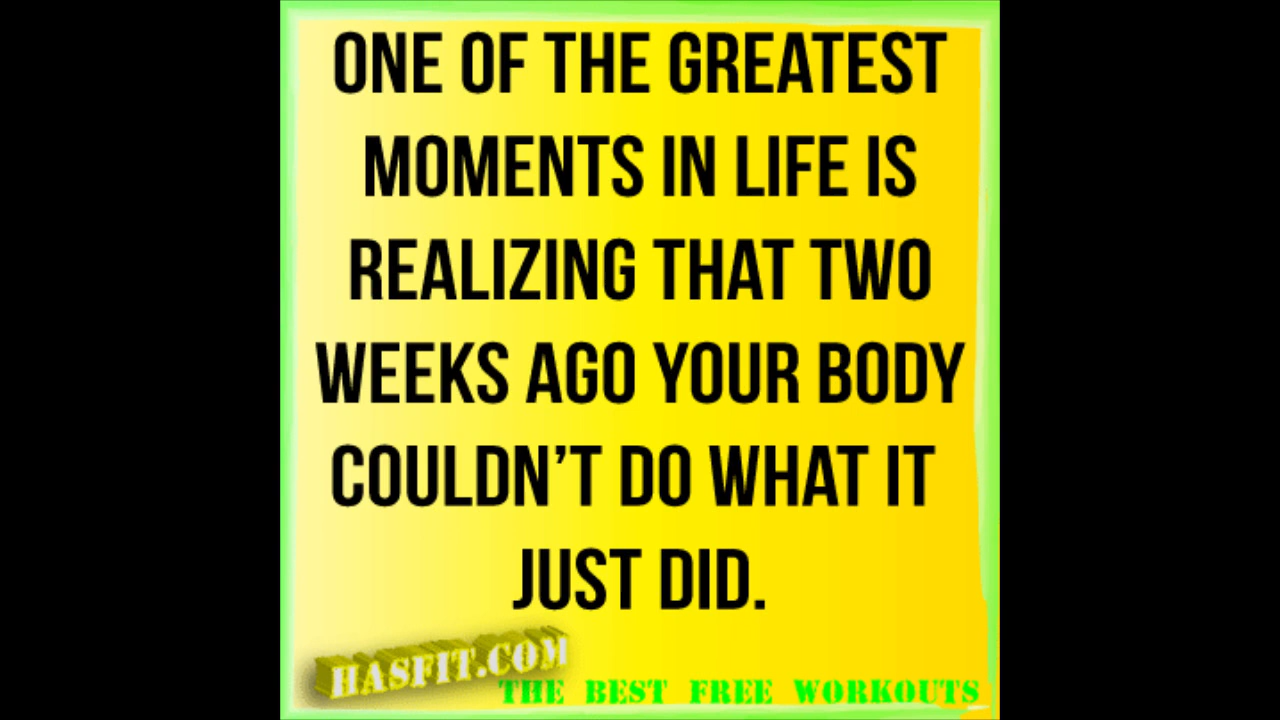 ONE OF THE GREATEST
MOMENTS IN LIFE IS
REALIZING THAT TWO
WEEKS AGO YOUR BODY
COULDN'T DO WHAT IT
JUST DID.
HASFIT.COM
THE BEST FREE WORKOUTS